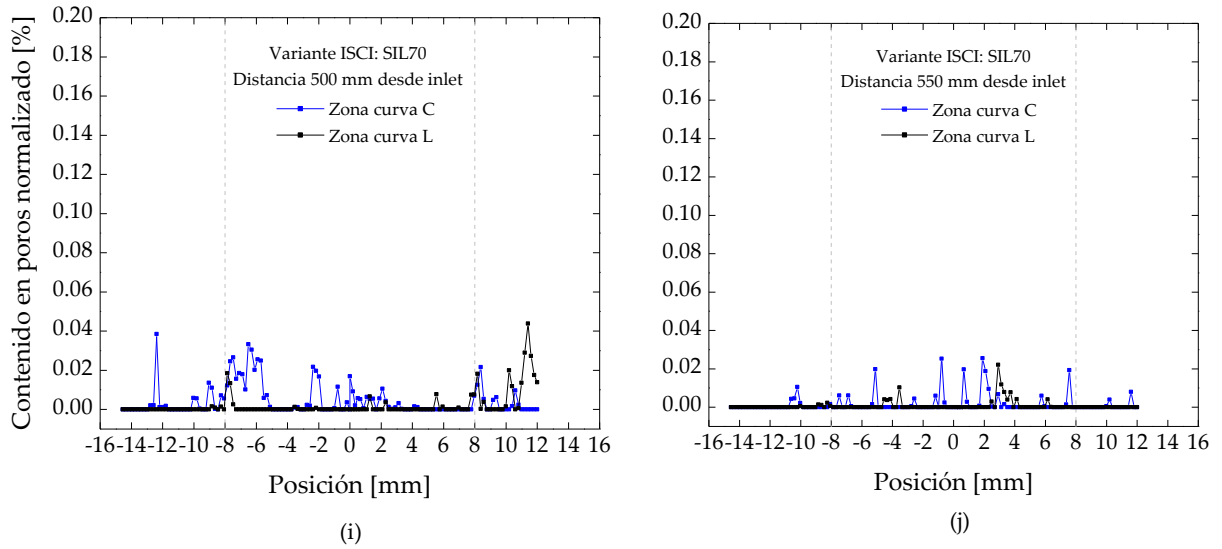 Contenido en poros normalizado [%]
0.20
0.18
0.16
0.14
0.12
0.10
0.08
0.06
0.04
0.02
0.00
Variante ISCI: SIL70
Distancia 500 mm desde inlet
Zona curva C
Zona curva L
-16 -14 -12 -10 -8 -6 -4 -2 0 2 4 6 8 10 12 14 16
Posición [mm]
(i)
0.20
0.18
0.16
0.14
0.12
0.10
0.08
0.06
0.04
0.02
0.00
Variante ISCI: SIL70
Distancia 550 mm desde inlet
Zona curva C
Zona curva L
-16 -14 -12 -10 -8 -6 -4 -2 0 2 4 6 8 10 12 14 16
Posición [mm]
(j)